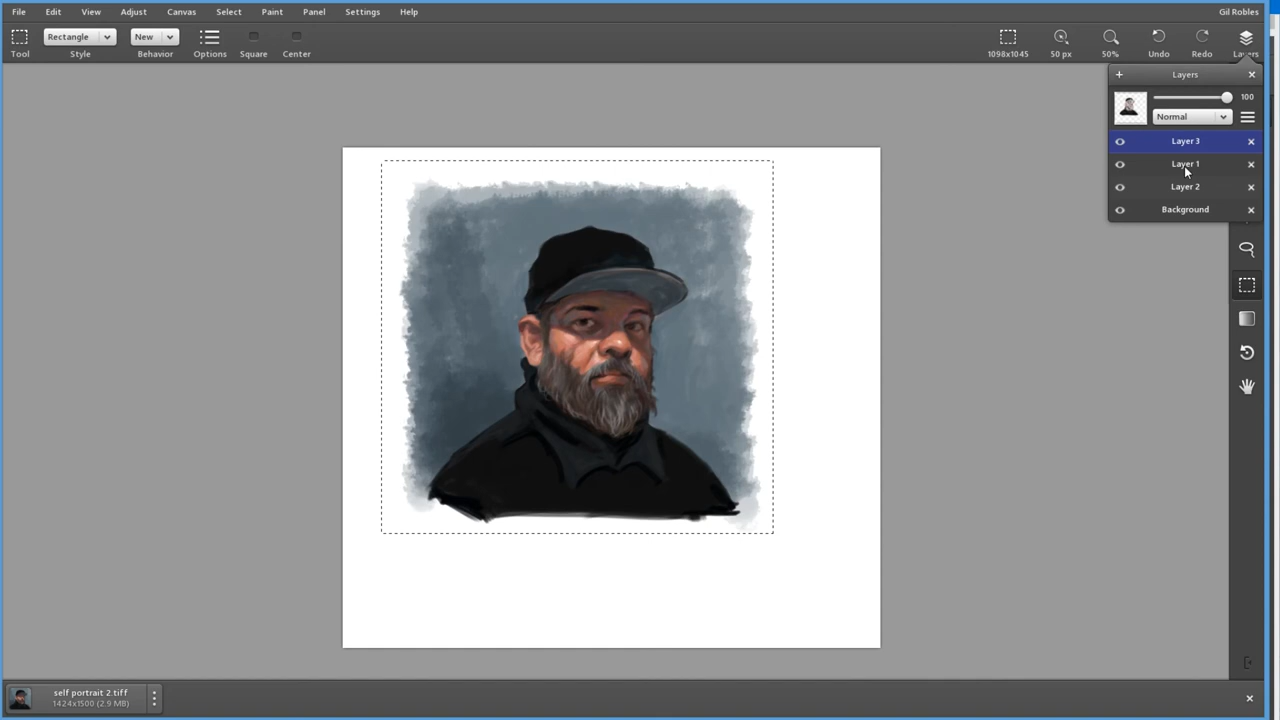 File Edit View Adjust Canvas Select Paint Panel Settings Help Gil Robles
Rectangle New
Tool Style Behavior Options Square Center 1098x1045 50 px 50% Undo Redo Layers
+ Layers
100
Normal
Layer 3
Layer 1
Layer 2
Background
self portrait 2.tiff
1424x1500 (2.9 MB)